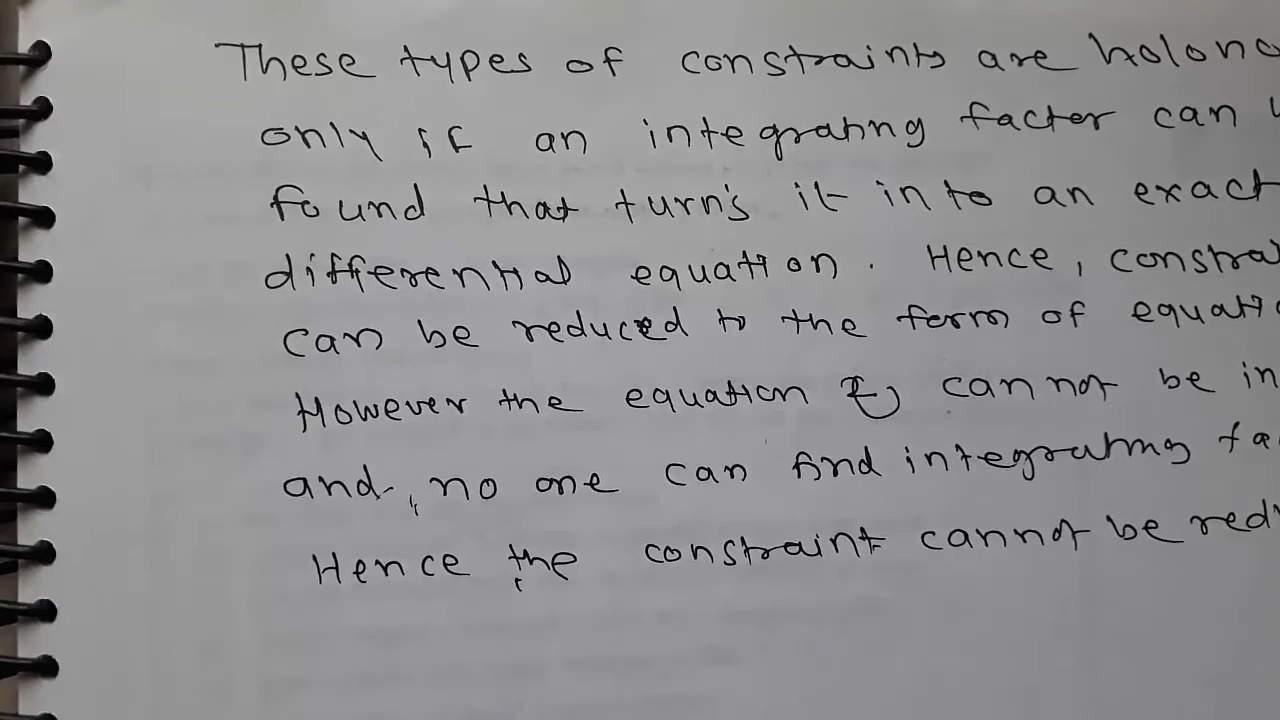 These types of constraints are holono
only if an integrating factor can
found that turn's it into an exact
differential equation. Hence, constra
can be reduced to the form of equati
However the equation cannot be in
and, no one can find integrating fa
Hence the constraint cannot be red